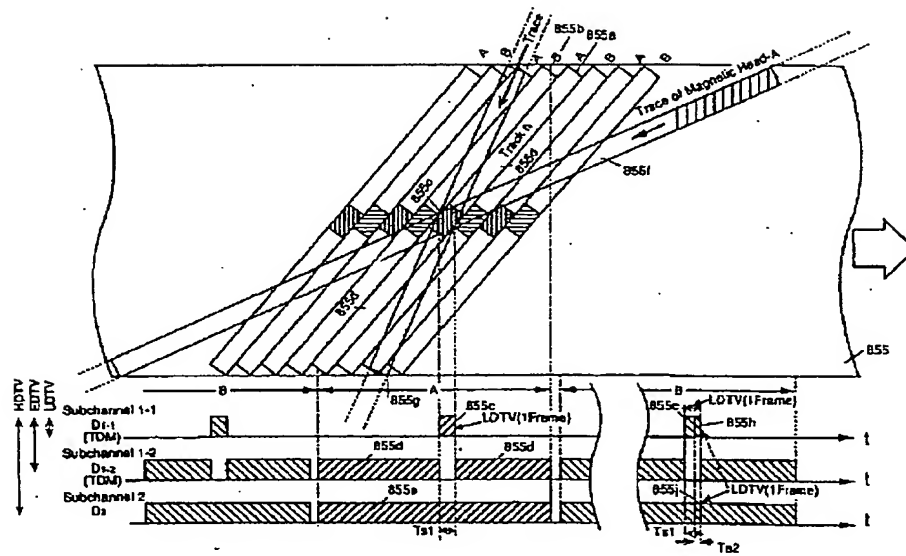 855b
855a
Trace
A B A B A B A B
Trace of Magnetic Head-A
Track A
855d
855f
855c
855d
855
B A B
855g
HDTV
EDTV
LDTV
Subchannel 1-1
D1-1
(TDM)
855c
LDTV(1Frame)
855c
LDTV(1Frame)
855h
t
Subchannel 1-2
D1-2
(TDM)
855d
855d
t
Subchannel 2
D2
855e
855j
LDTV(1Frame)
t
Ts1
Ts1
Ts2